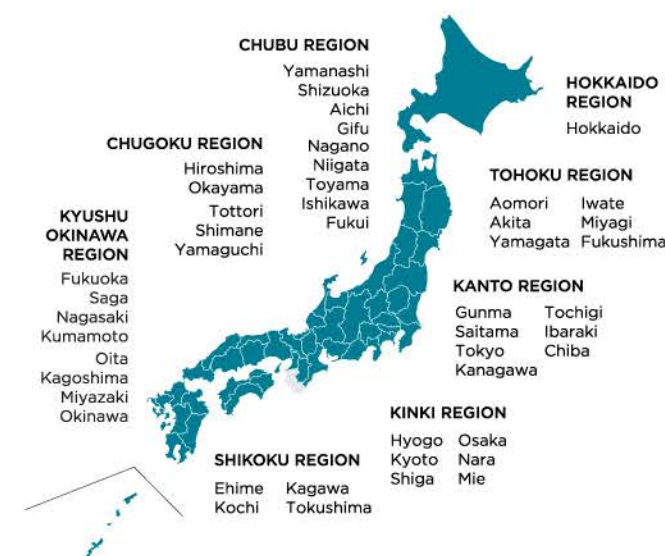 CHUBU REGION
Yamanashi
Shizuoka
Aichi
Gifu
Nagano
Niigata
Toyama
Ishikawa
Fukui
HOKKAIDO
REGION
Hokkaido
CHUGOKU REGION
Hiroshima
Okayama
Tottori
Shimane
Yamaguchi
TOHOKU REGION
Aomori Iwate
Akita Miyagi
Yamagata Fukushima
KYUSHU
OKINAWA
REGION
Fukuoka
Saga
Nagasaki
Kumamoto
Oita
Kagoshima
Miyazaki
Okinawa
KANTO REGION
Gunma Tochigi
Saitama Ibaraki
Tokyo Chiba
Kanagawa
KINKI REGION
Hyogo Osaka
Kyoto Nara
Shiga Mie
SHIKOKU REGION
Ehime Kagawa
Kochi Tokushima